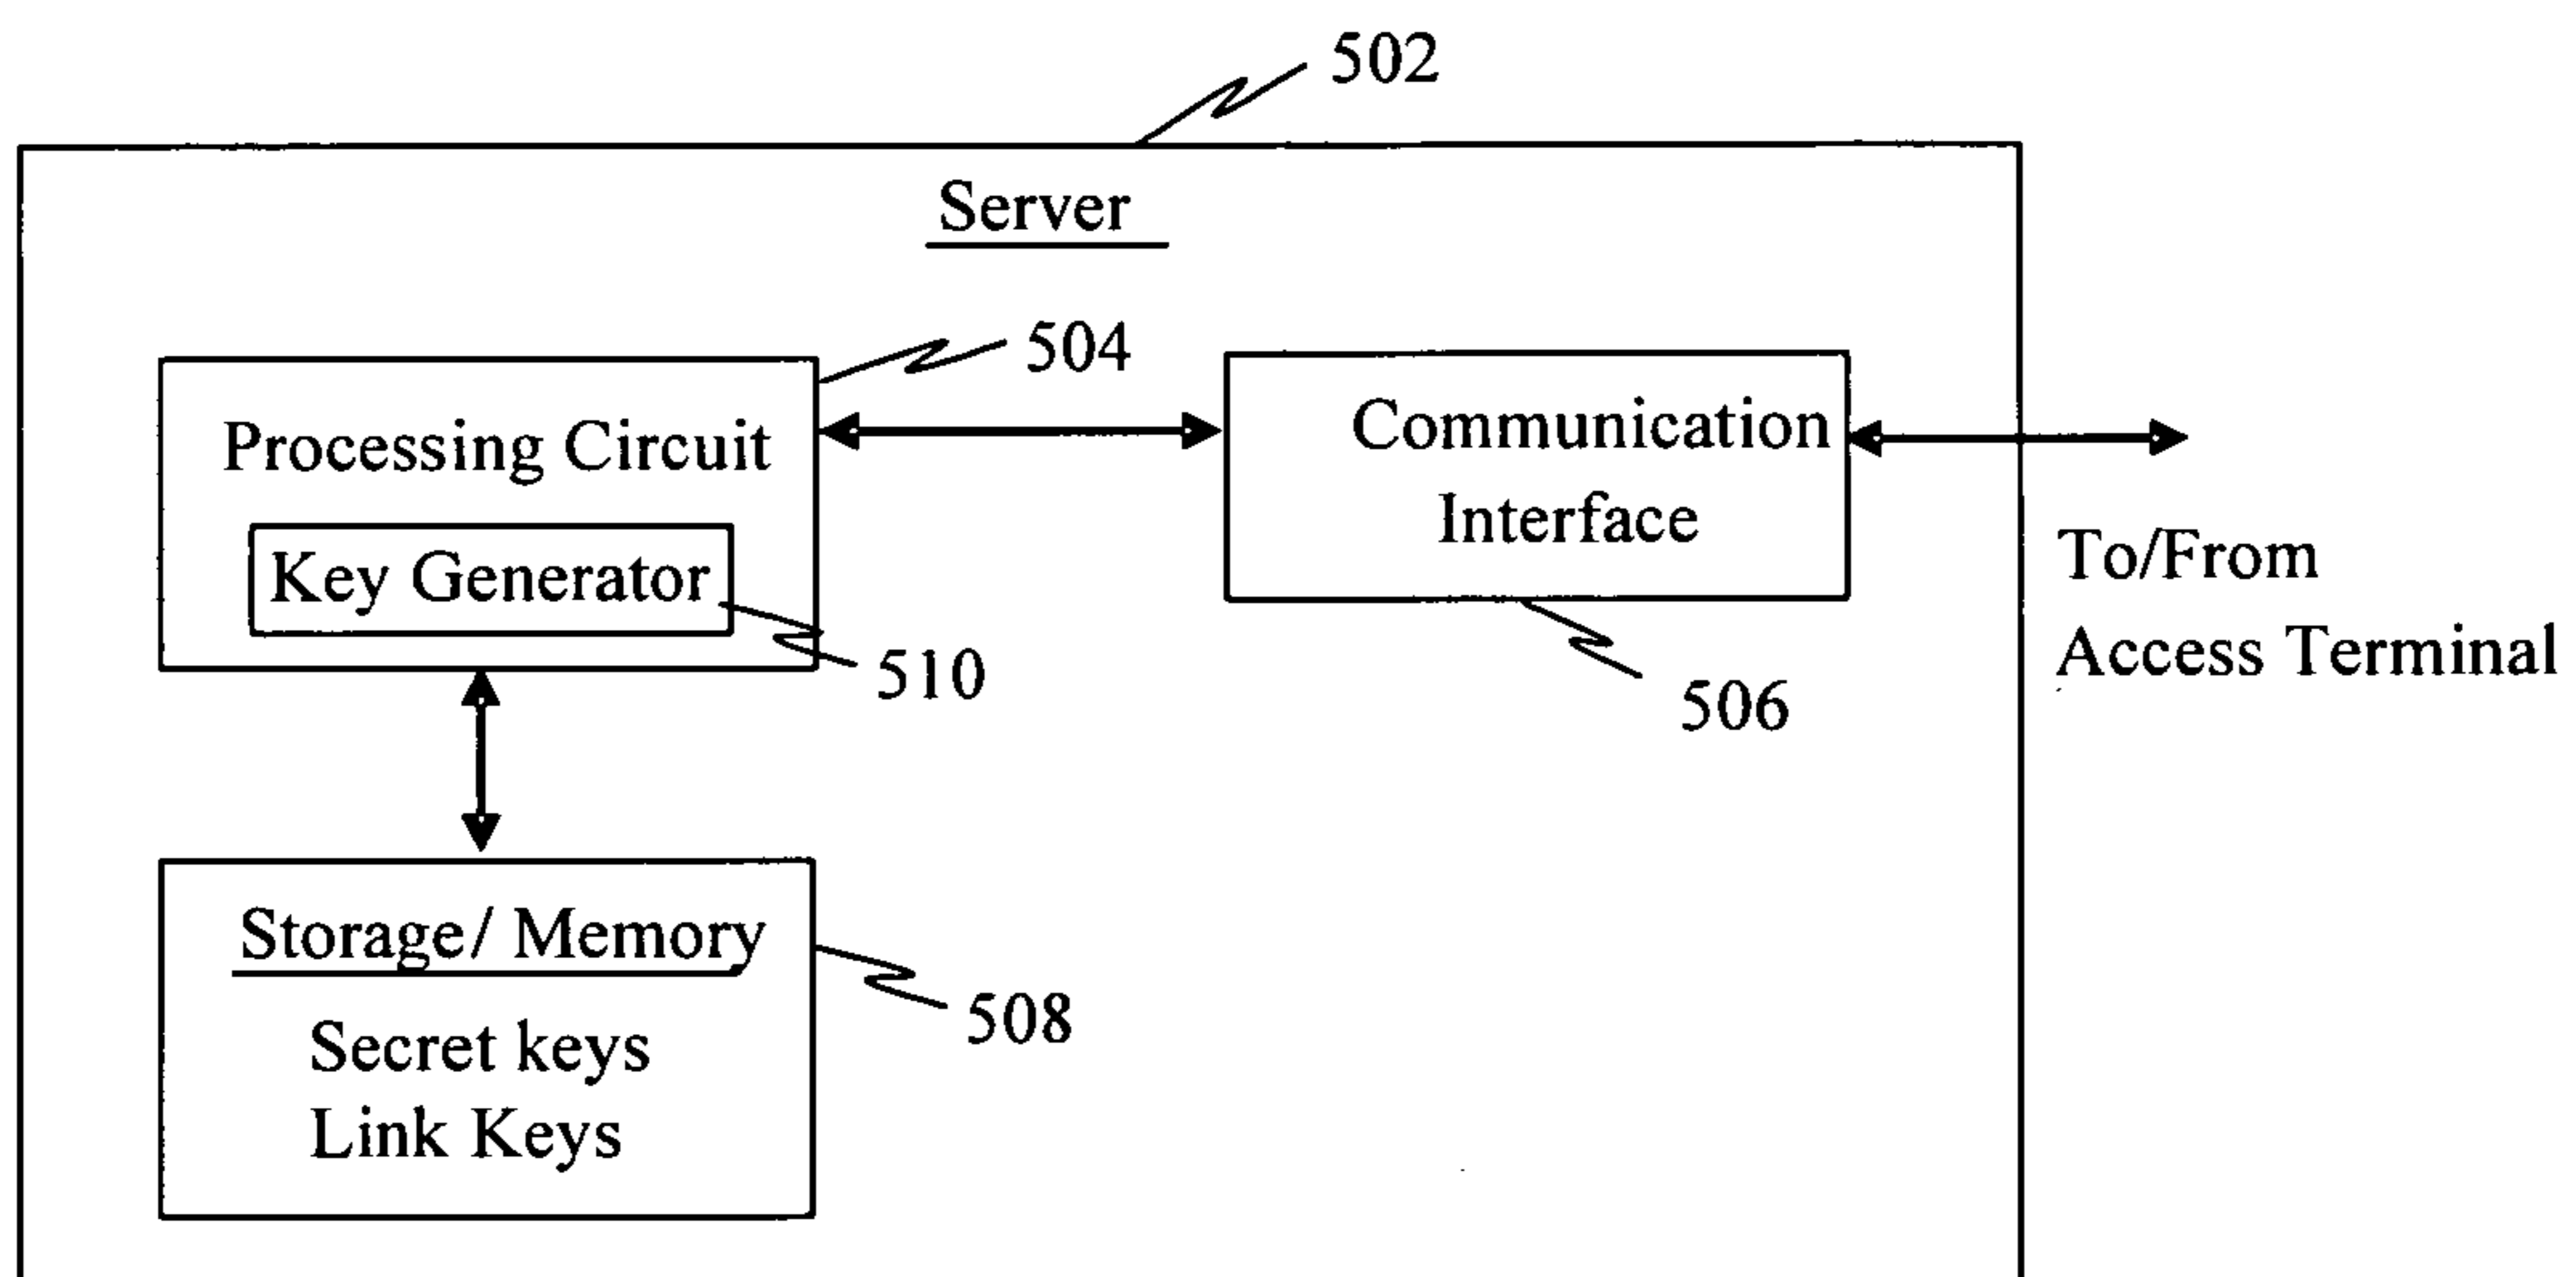 502
Server
504
Processing Circuit
Communication
Interface
Key Generator
510
506
To/From
Access Terminal
Storage/ Memory
508
Secret keys
Link Keys